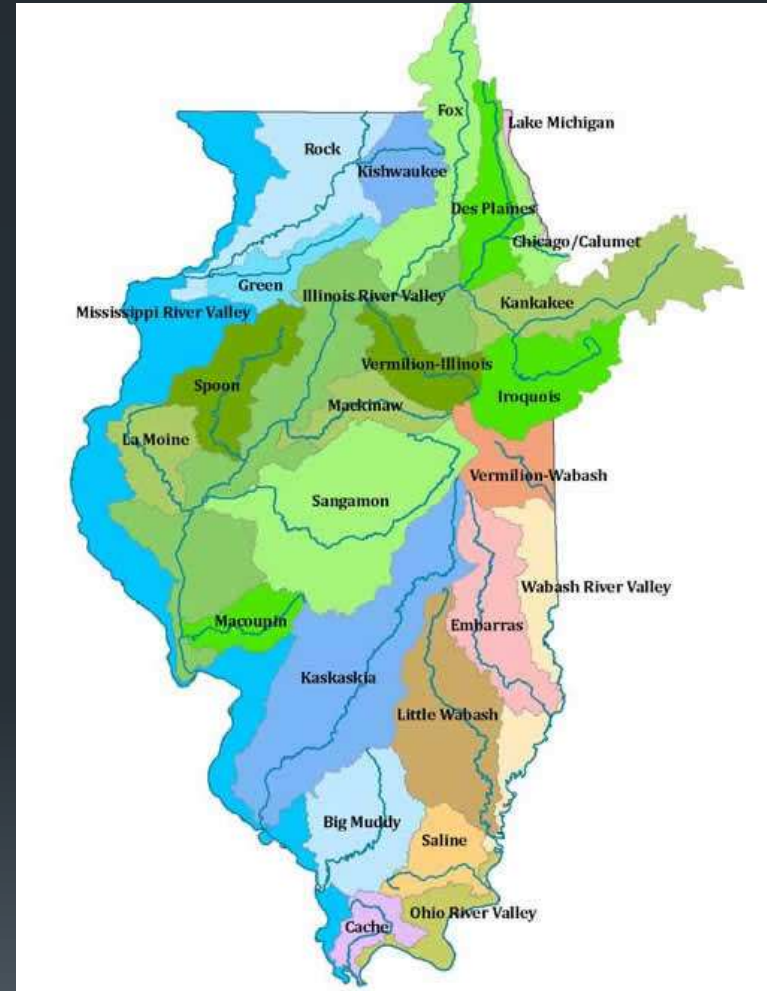 Fox
Lake Michigan
Rock
Kishwaukee
Des Plaines
Chicago/Calumet
Green
Illinois River Valley
Kankakee
Mississippi River Valley
Vermilion-Illinois
Spoon
Iroquois
Mackinaw
La Moine
Vermilion-Wabash
Sangamon
Wabash River Valley
Macoupin
Embarras
Kaskaskia
Little Wabash
Big Muddy
Saline
Ohio River Valley
Cache